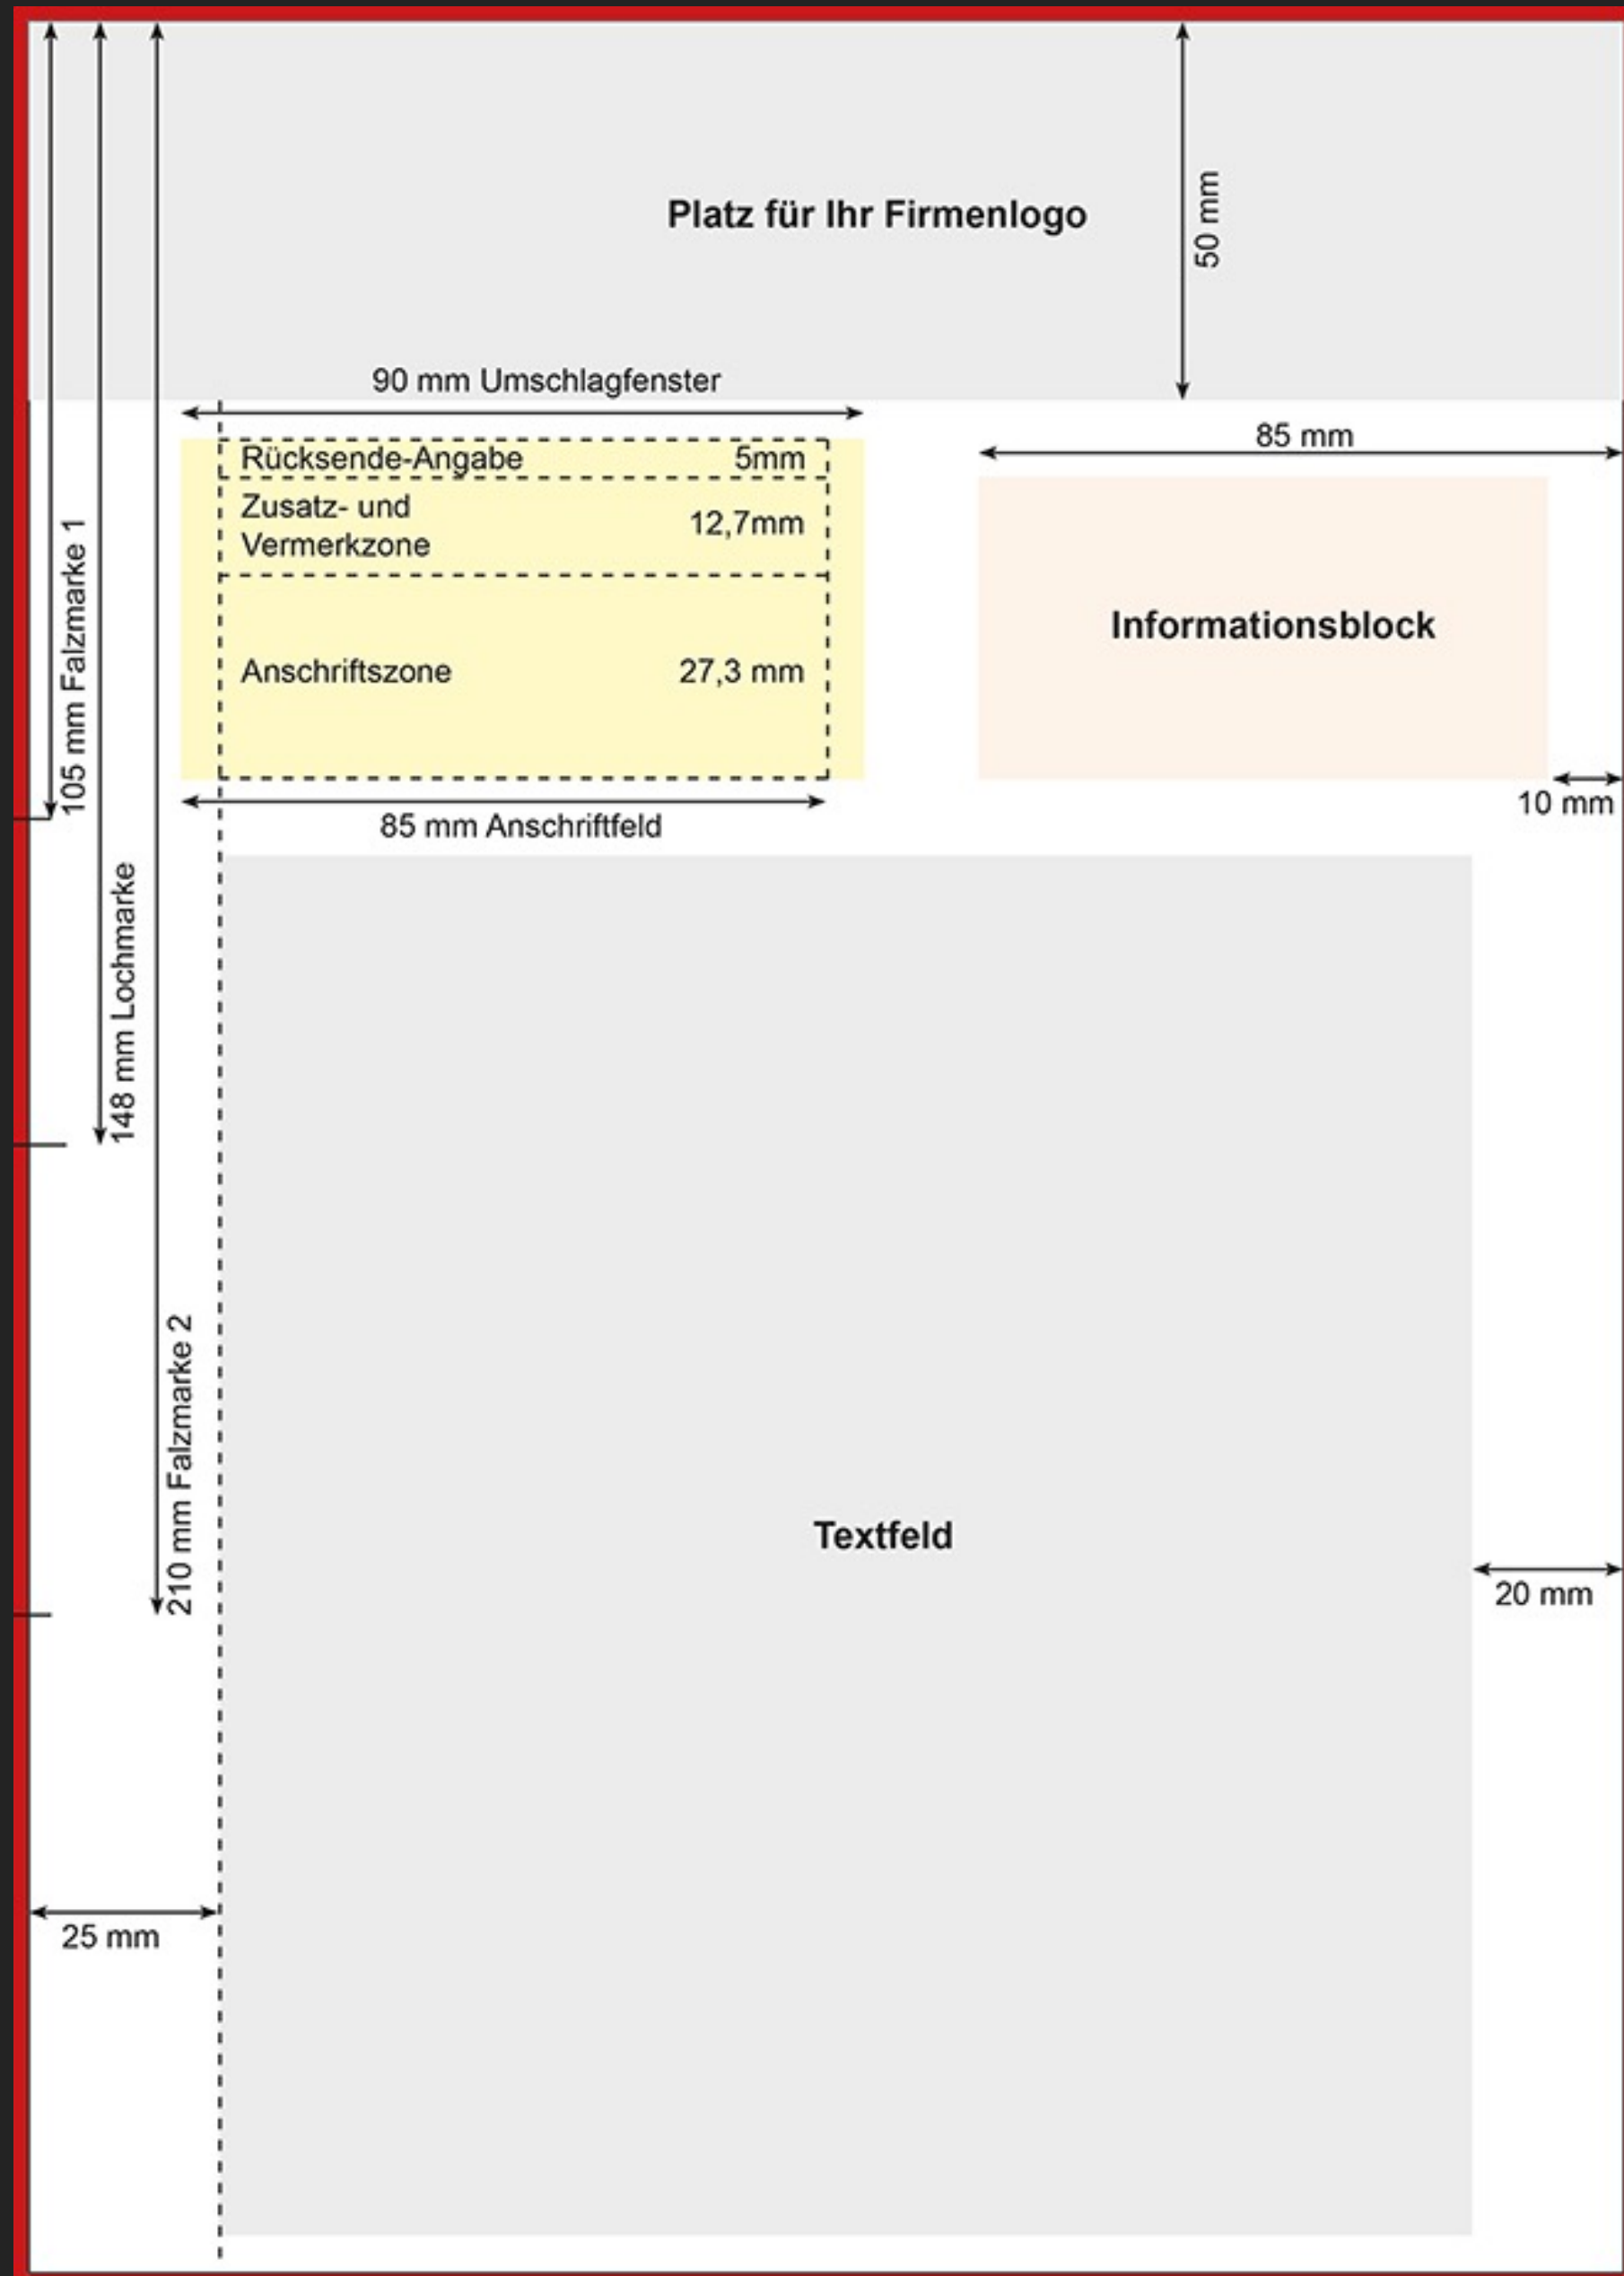 Platz für Ihr Firmenlogo
50 mm
90 mm Umschlagfenster
85 mm
Rücksende-Angabe 5mm
Zusatz- und
Vermerkzone
12,7mm
Anschriftszone 27,3 mm
Informationsblock
10 mm
85 mm Anschriftfeld
105 mm Falzmarke 1
148 mm Lochmarke
210 mm Falzmarke 2
Textfeld
20 mm
25 mm